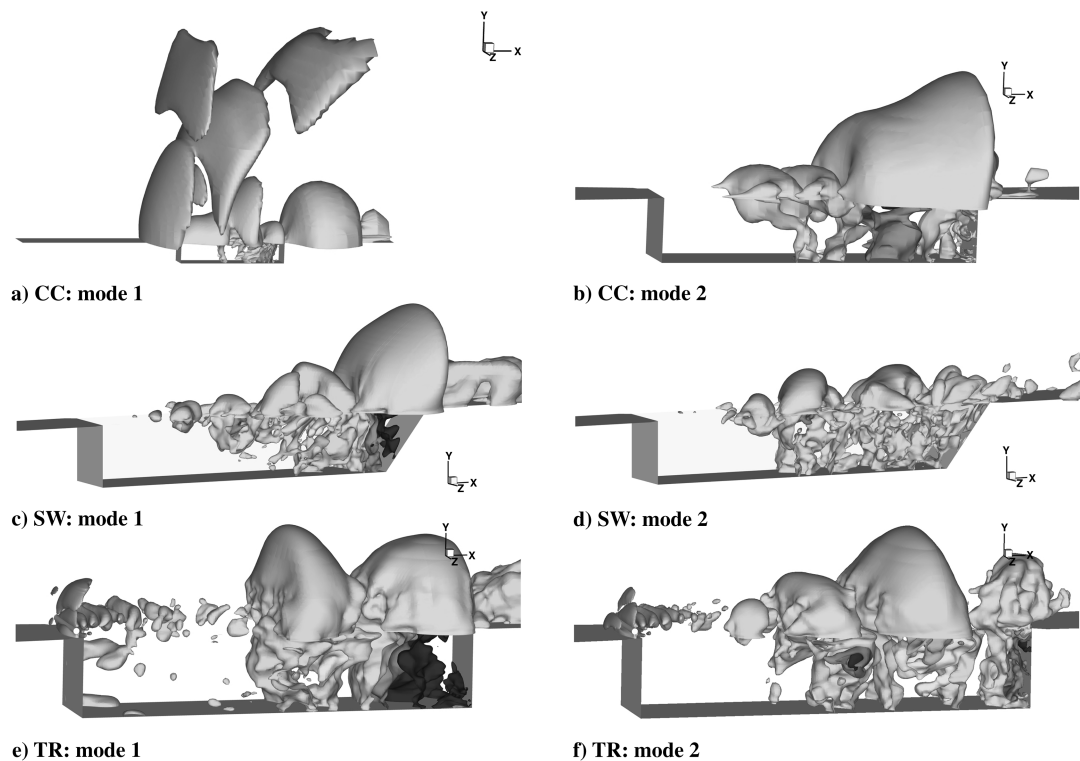 Y
X
Z
Y
X
Z
a) CC: mode 1
b) CC: mode 2
Y
X
Z
Y
X
Z
c) SW: mode 1
d) SW: mode 2
Y
X
Z
Y
X
Z
e) TR: mode 1
f) TR: mode 2